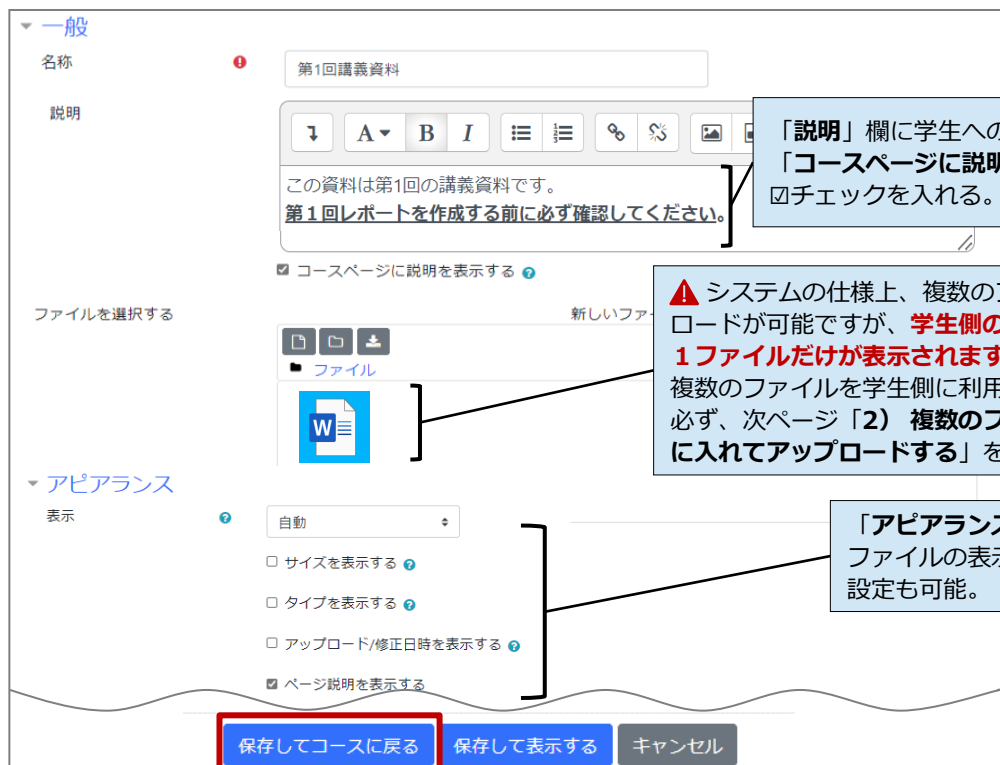 一般
名称
第1回講義資料
説明
A B I
「説明」欄に学生への
「コースページに説明
☑チェックを入れる。
この資料は第1回の講義資料です。
第１回レポートを作成する前に必ず確認してください。
コースページに説明を表示する
ファイルを選択する
新しいファ
システムの仕様上、複数の
ロードが可能ですが、学生側の
１ファイルだけが表示されます
複数のファイルを学生側に利用
必ず、次ページ「2） 複数のフ
に入れてアップロードする」を
ファイル
W
アピアランス
表示
自動
サイズを表示する
タイプを表示する
アップロード/修正日時を表示する
ページ説明を表示する
「アピアランス
ファイルの表示
設定も可能。
保存してコースに戻る 保存して表示する キャンセル